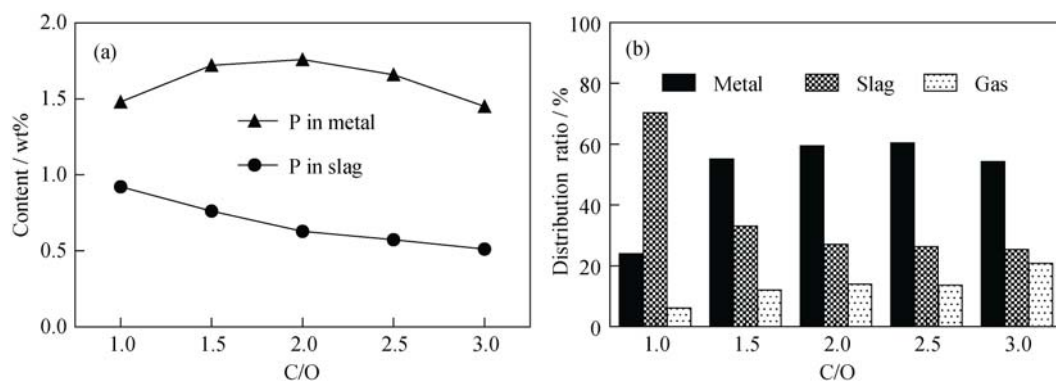 (a)
2.0
1.5
1.0
0.5
0.0
Content / wt%
P in metal
P in slag
1.0 1.5 2.0 2.5 3.0
C/O
(b)
100
80
60
40
20
0
Distribution ratio / %
Metal Slag Gas
1.0 1.5 2.0 2.5 3.0
C/O